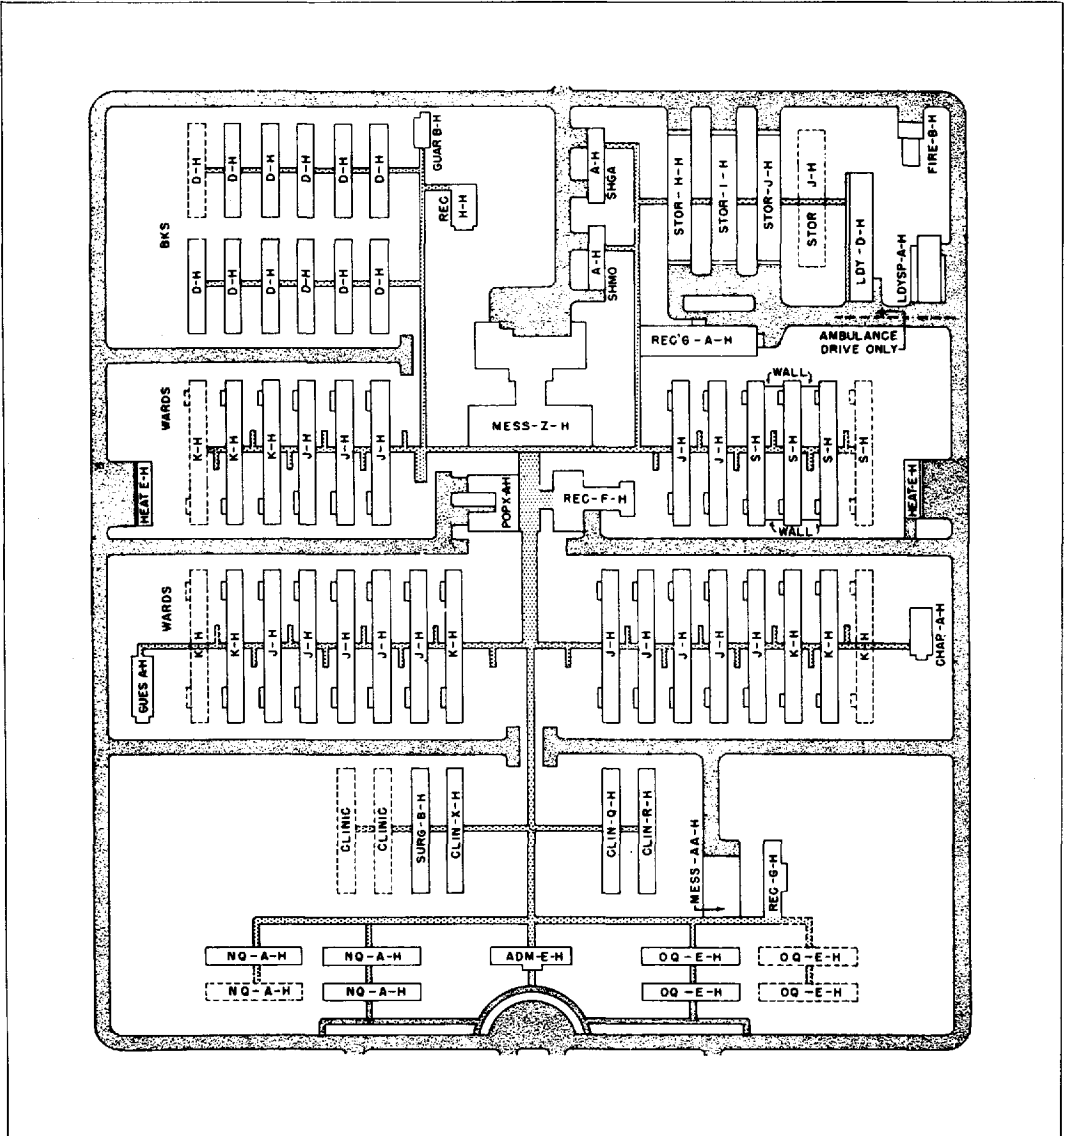 GUAR B-H
D-H D-H D-H D-H D-H D-H
REC H-H
BKS
D-H D-H D-H D-H D-H D-H
A-H
SHGA
A-H
SHMO
STOR-H-H
STOR-I-H
STOR-J-H
STOR J-H
LDY-D-H
FIRE-B-H
LDYSP-A-H
REC'G-A-H
AMBULANCE
DRIVE ONLY
MESS-Z-H
WARDS
K-H K-H K-H J-H J-H J-H
WALL
J-H J-H S-H S-H S-H S-H
WALL
HEAT E-H
POPX-A-H
REC-F-H
HEAT-E-H
WARDS
K-H K-H J-H J-H J-H J-H J-H K-H
J-H J-H J-H J-H J-H K-H K-H K-H
GUES A-H
CHAP.-A-H
CLINIC
CLINIC
SURG-B-H
CLIN-X-H
CLIN-Q-H
CLIN-R-H
MESS-AA-H
REC-G-H
NQ-A-H NQ-A-H ADM-E-H OQ-E-H OQ-E-H
NQ-A-H NQ-A-H OQ-E-H OQ-E-H